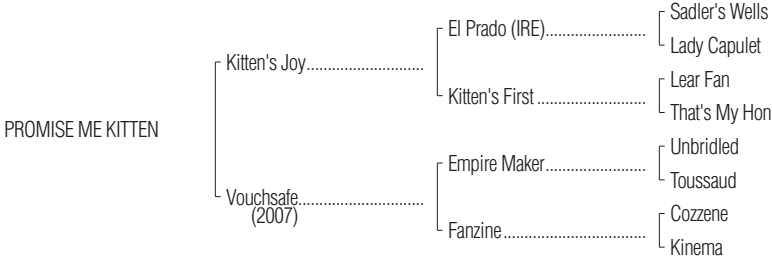 PROMISE ME KITTEN
Kitten's Joy
Vouchsafe
(2007)
El Prado (IRE)
Kitten's First
Empire Maker
Fanzine
Sadler's Wells
Lady Capulet
Lear Fan
That's My Hon
Unbridled
Toussaud
Cozzene
Kinema